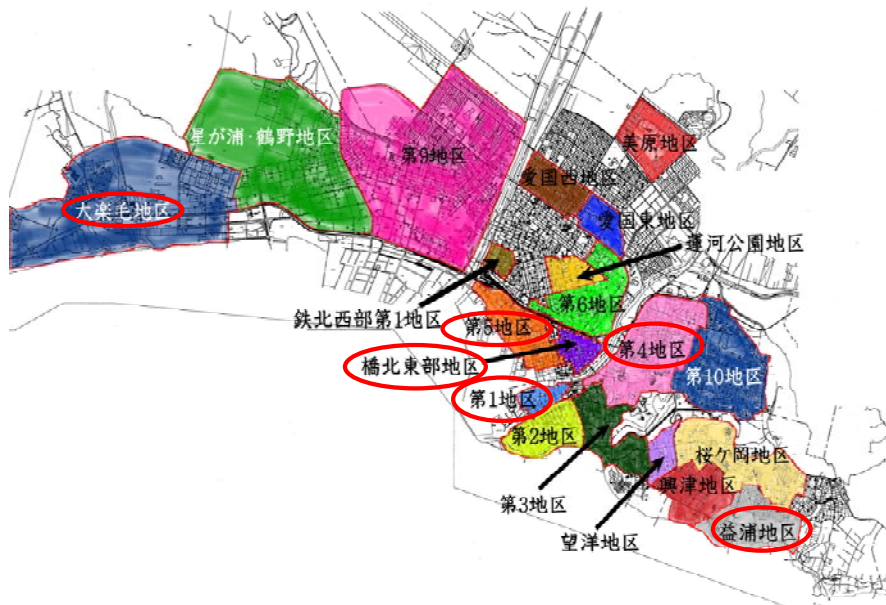 美原地区
星が浦・鶴野地区
第9地区
愛国西地区
大楽毛地区
愛国東地区
運河公園地区
第6地区
鉄北西部第1地区
第5地区
第4地区
橋北東部地区
第10地区
第1地区
第2地区
桜ケ岡地区
興津地区
第3地区
益浦地区
望洋地区